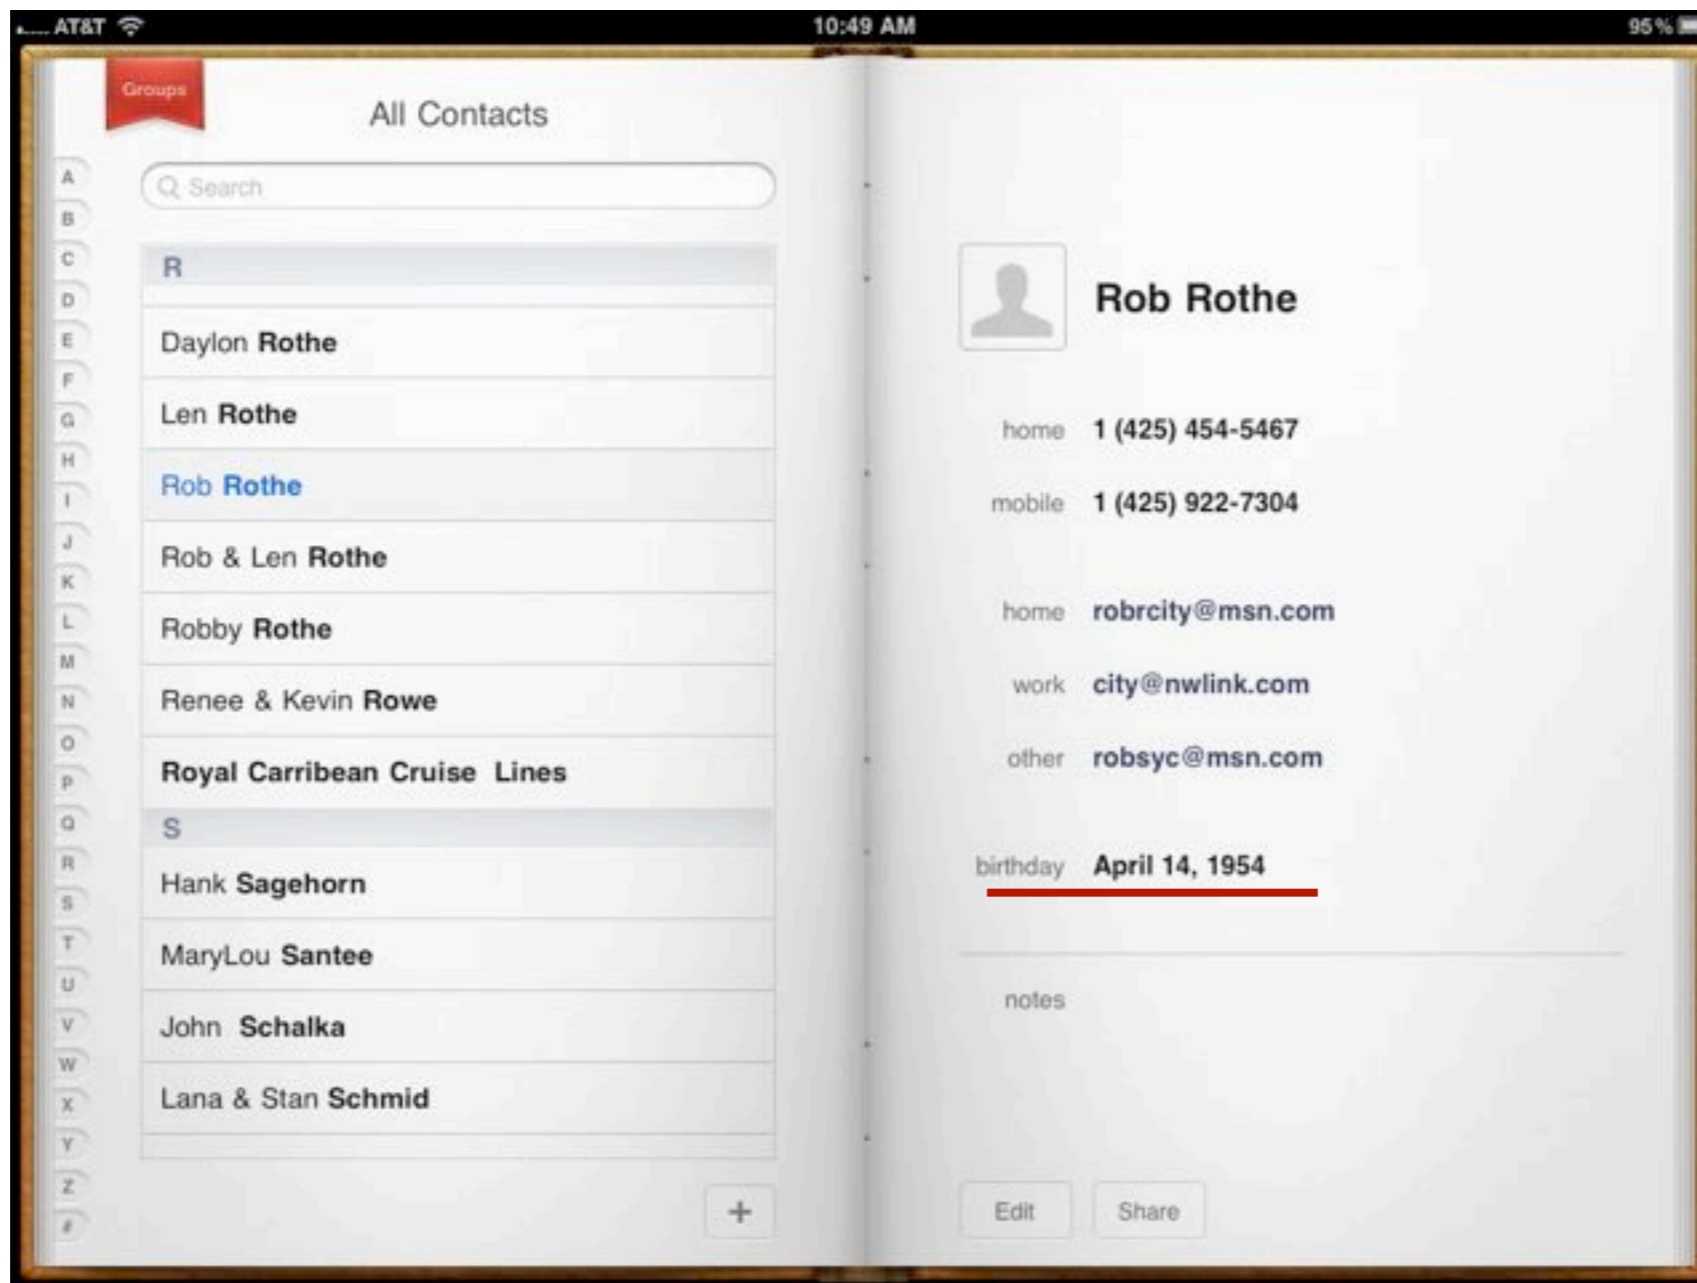 AT&T
10:49 AM
95%
Groups
All Contacts
Search
A
B
C
D
E
F
G
H
I
J
K
L
M
N
O
P
Q
R
S
T
U
V
W
X
Y
Z
#
R
Daylon Rothe
Len Rothe
Rob Rothe
Rob & Len Rothe
Robby Rothe
Renee & Kevin Rowe
Royal Carribean Cruise Lines
S
Hank Sagehorn
MaryLou Santee
John Schalka
Lana & Stan Schmid
+
Rob Rothe
home 1 (425) 454-5467
mobile 1 (425) 922-7304
home robrcity@msn.com
work city@nwlink.com
other robsyc@msn.com
birthday April 14, 1954
notes
Edit Share